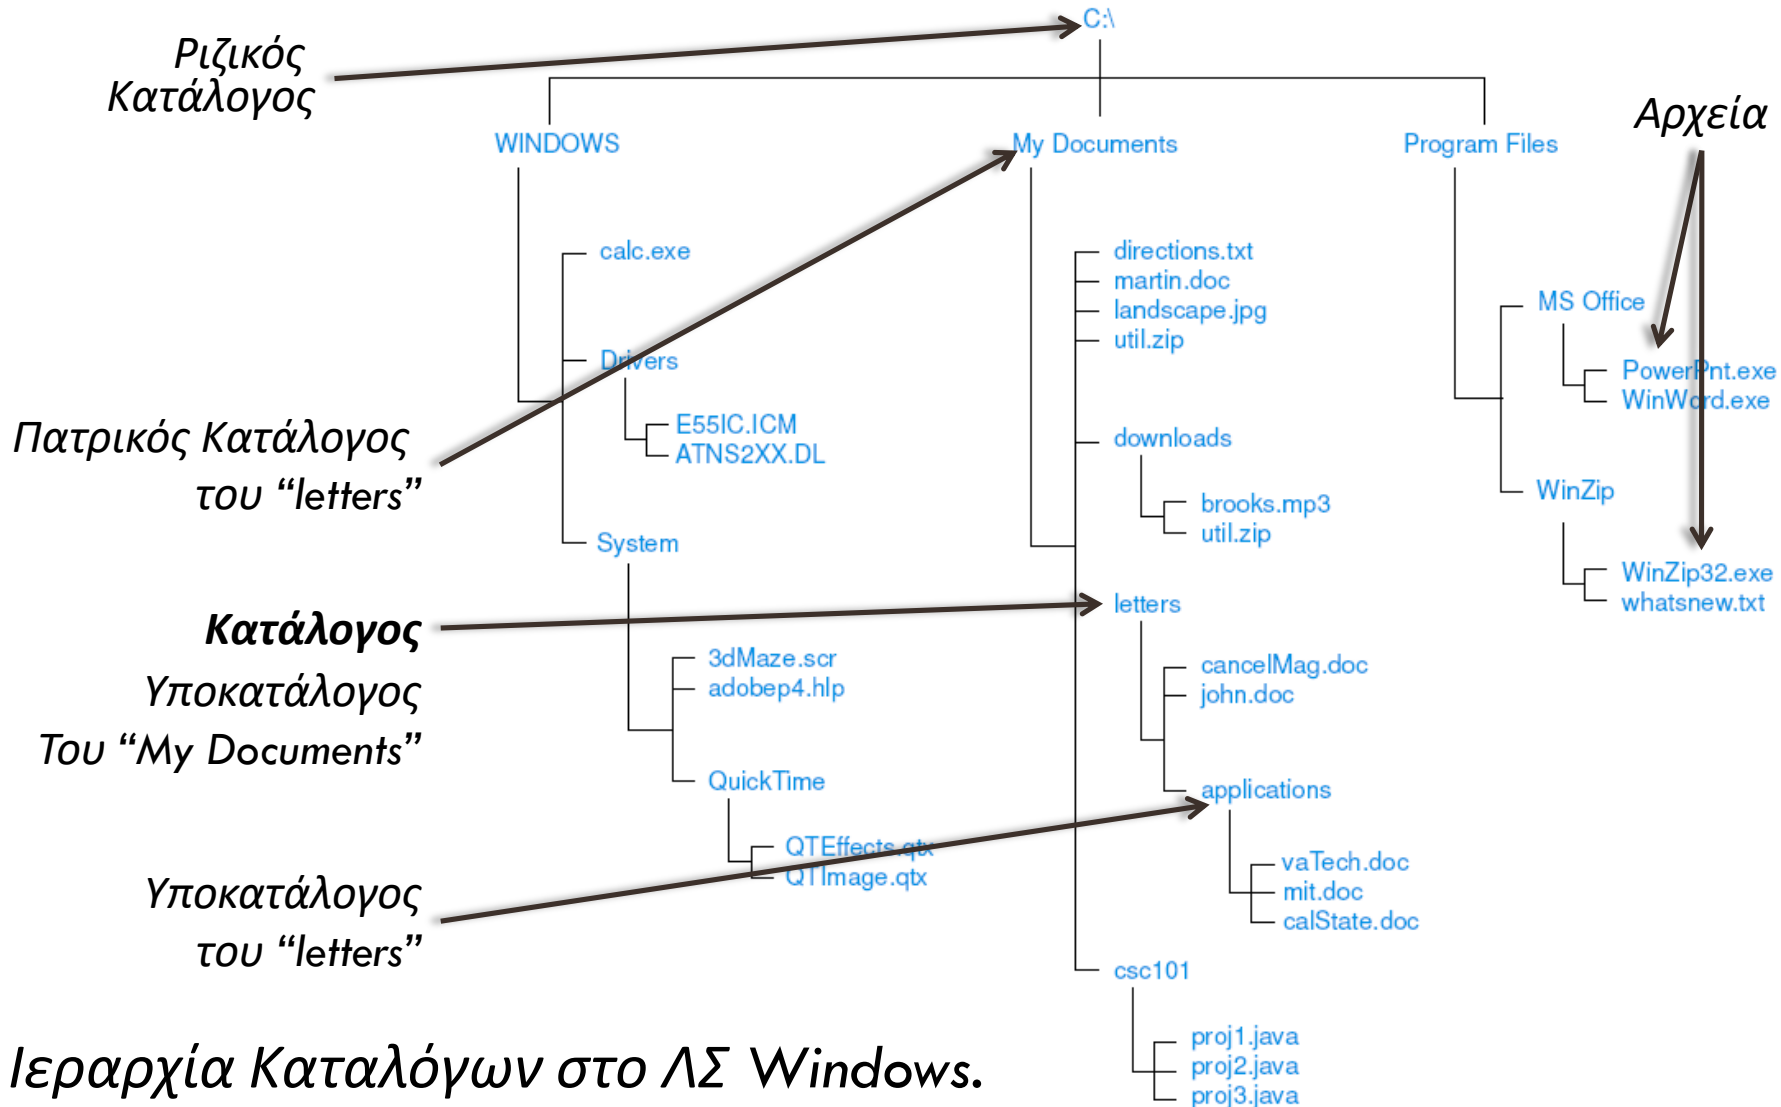 C:\
Ριζικός
Κατάλογος
Αρχεία
WINDOWS
My Documents
Program Files
calc.exe
Drivers
E55IC.ICM
ATNS2XX.DL
System
3dMaze.scr
adobep4.hlp
QuickTime
QTEffects.qtx
QTImage.qtx
directions.txt
martin.doc
landscape.jpg
util.zip
downloads
brooks.mp3
util.zip
letters
cancelMag.doc
john.doc
applications
vaTech.doc
mit.doc
calState.doc
csc101
proj1.java
proj2.java
proj3.java
MS Office
PowerPnt.exe
WinWord.exe
WinZip
WinZip32.exe
whatsnew.txt
Πατρικός Κατάλογος
του “letters”
Κατάλογος
Υποκατάλογος
Του “My Documents”
Υποκατάλογος
του “letters”
Ιεραρχία Καταλόγων στο ΛΣ Windows.